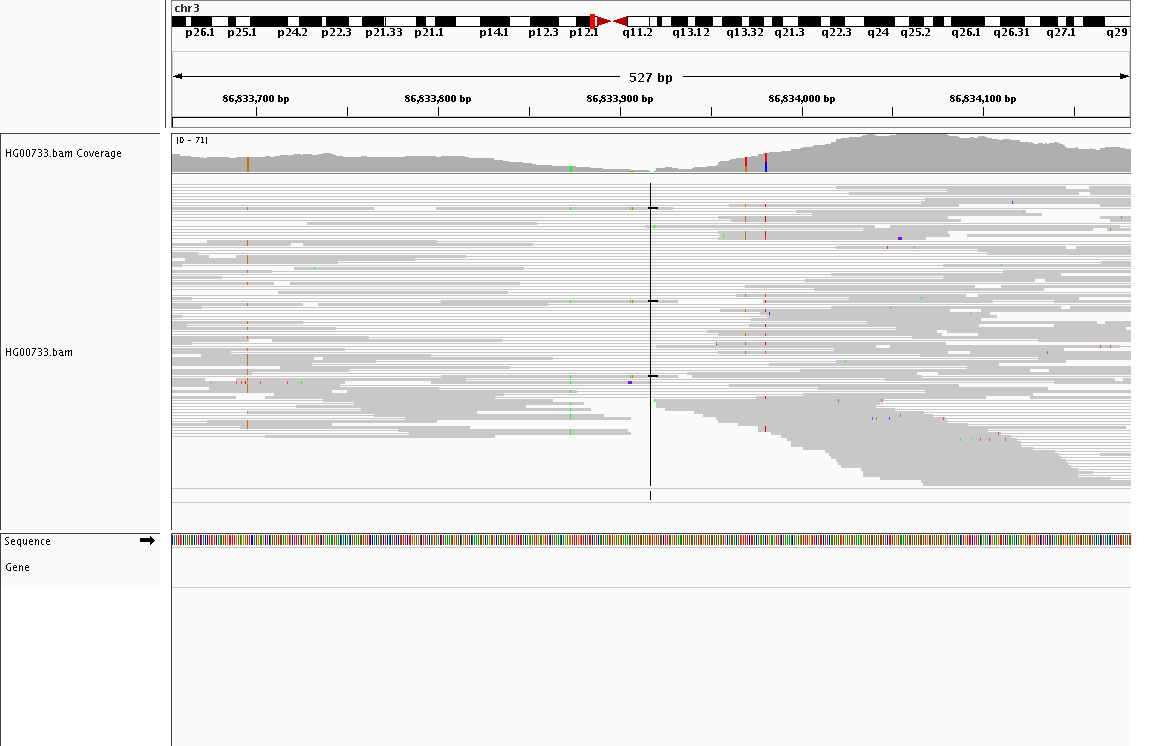 chr3
p26.1 p25.1 p24.2 p22.3 p21.33 p21.1 p14.1 p12.3 p12.1 q11.2 q13.12 q13.32 q21.3 q22.3 q24 q25.2 q26.1 q26.31 q27.1 q29
527 bp
86,833,700 bp 86,833,800 bp 86,833,900 bp 86,834,000 bp 86,834,100 bp
[0 - 71]
HG00733.bam Coverage
HG00733.bam
Sequence
Gene